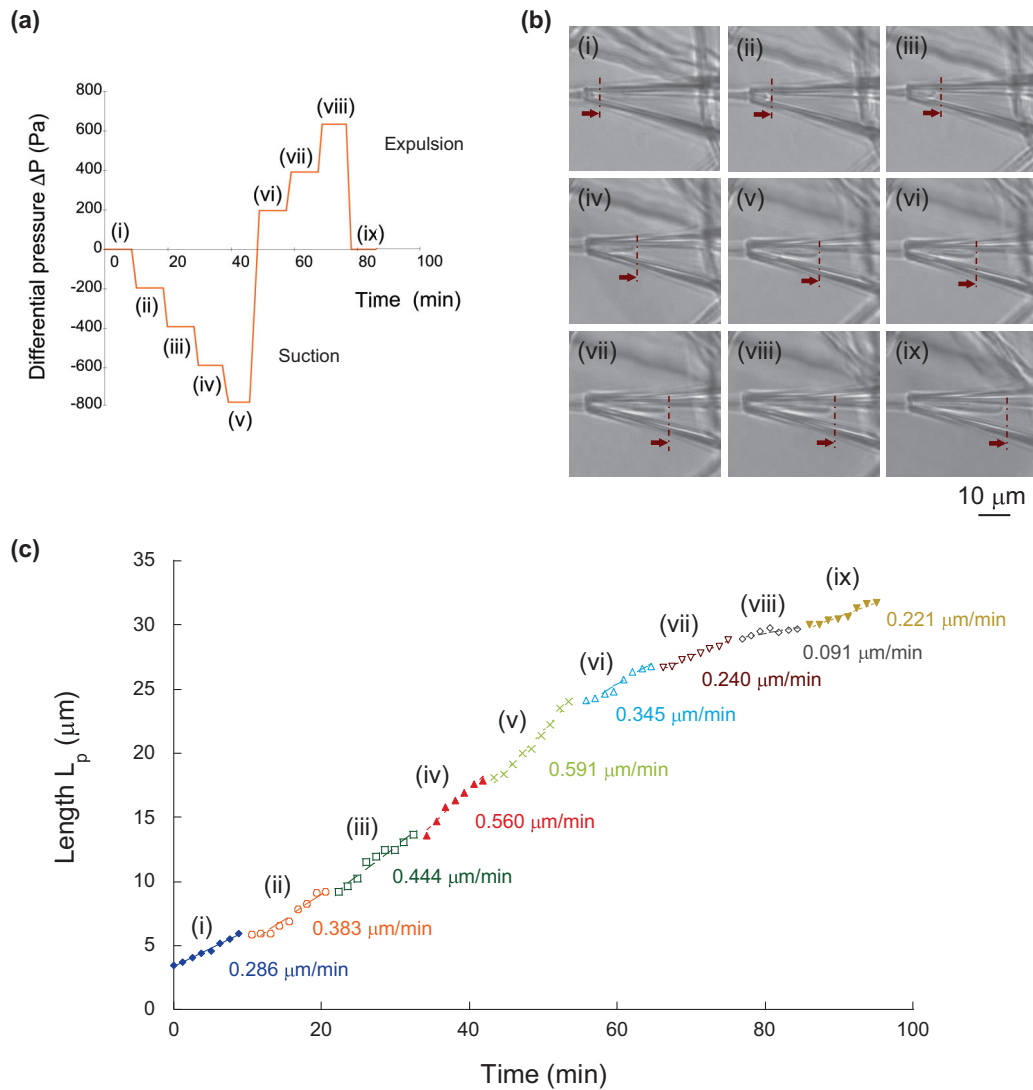 (a)
Differential pressure ΔP (Pa)
800
600
400
200
0
-200
-400
-600
-800
0
20
40
60
80
100
Time (min)
(i)
(ii)
(iii)
(iv)
(v)
(vi)
(vii)
(viii)
(ix)
Expulsion
Suction
(b)
(i)
(ii)
(iii)
(iv)
(v)
(vi)
(vii)
(viii)
(ix)
10 μm
(c)
Length Lp (μm)
35
30
25
20
15
10
5
0
0
20
40
60
80
100
Time (min)
(i)
0.286 μm/min
(ii)
0.383 μm/min
(iii)
0.444 μm/min
(iv)
0.560 μm/min
(v)
0.591 μm/min
(vi)
0.345 μm/min
(vii)
0.240 μm/min
(viii)
0.091 μm/min
(ix)
0.221 μm/min